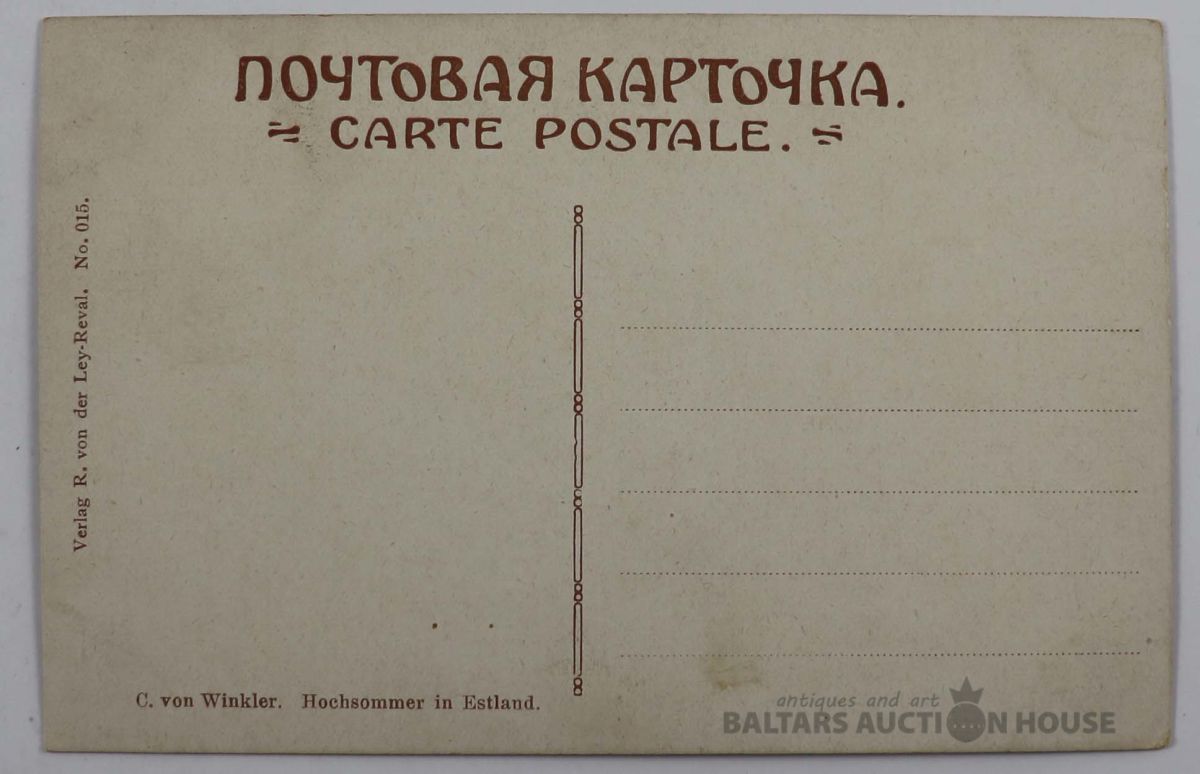 ПОЧТОВАЯ КАРТОЧКА.
CARTE POSTALE.
Verlag R. von der Ley-Reval. No. 015.
C. von Winkler. Hochsommer in Estland.
antiques and art
BALTARS AUCTION HOUSE